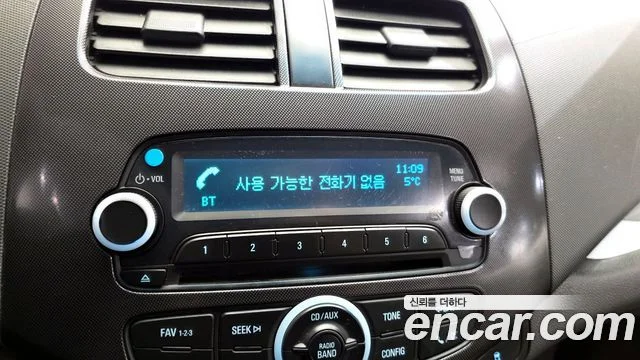 사용 가능한 전화기 없음
11:09
5°C
BT
VOL
MENU
TUNE
1 2 3 4 5 6
FAV 1-2-3
SEEK
CD/AUX
TONE
RADIO
BAND
CONFIG
신뢰를 더하다
encar.com